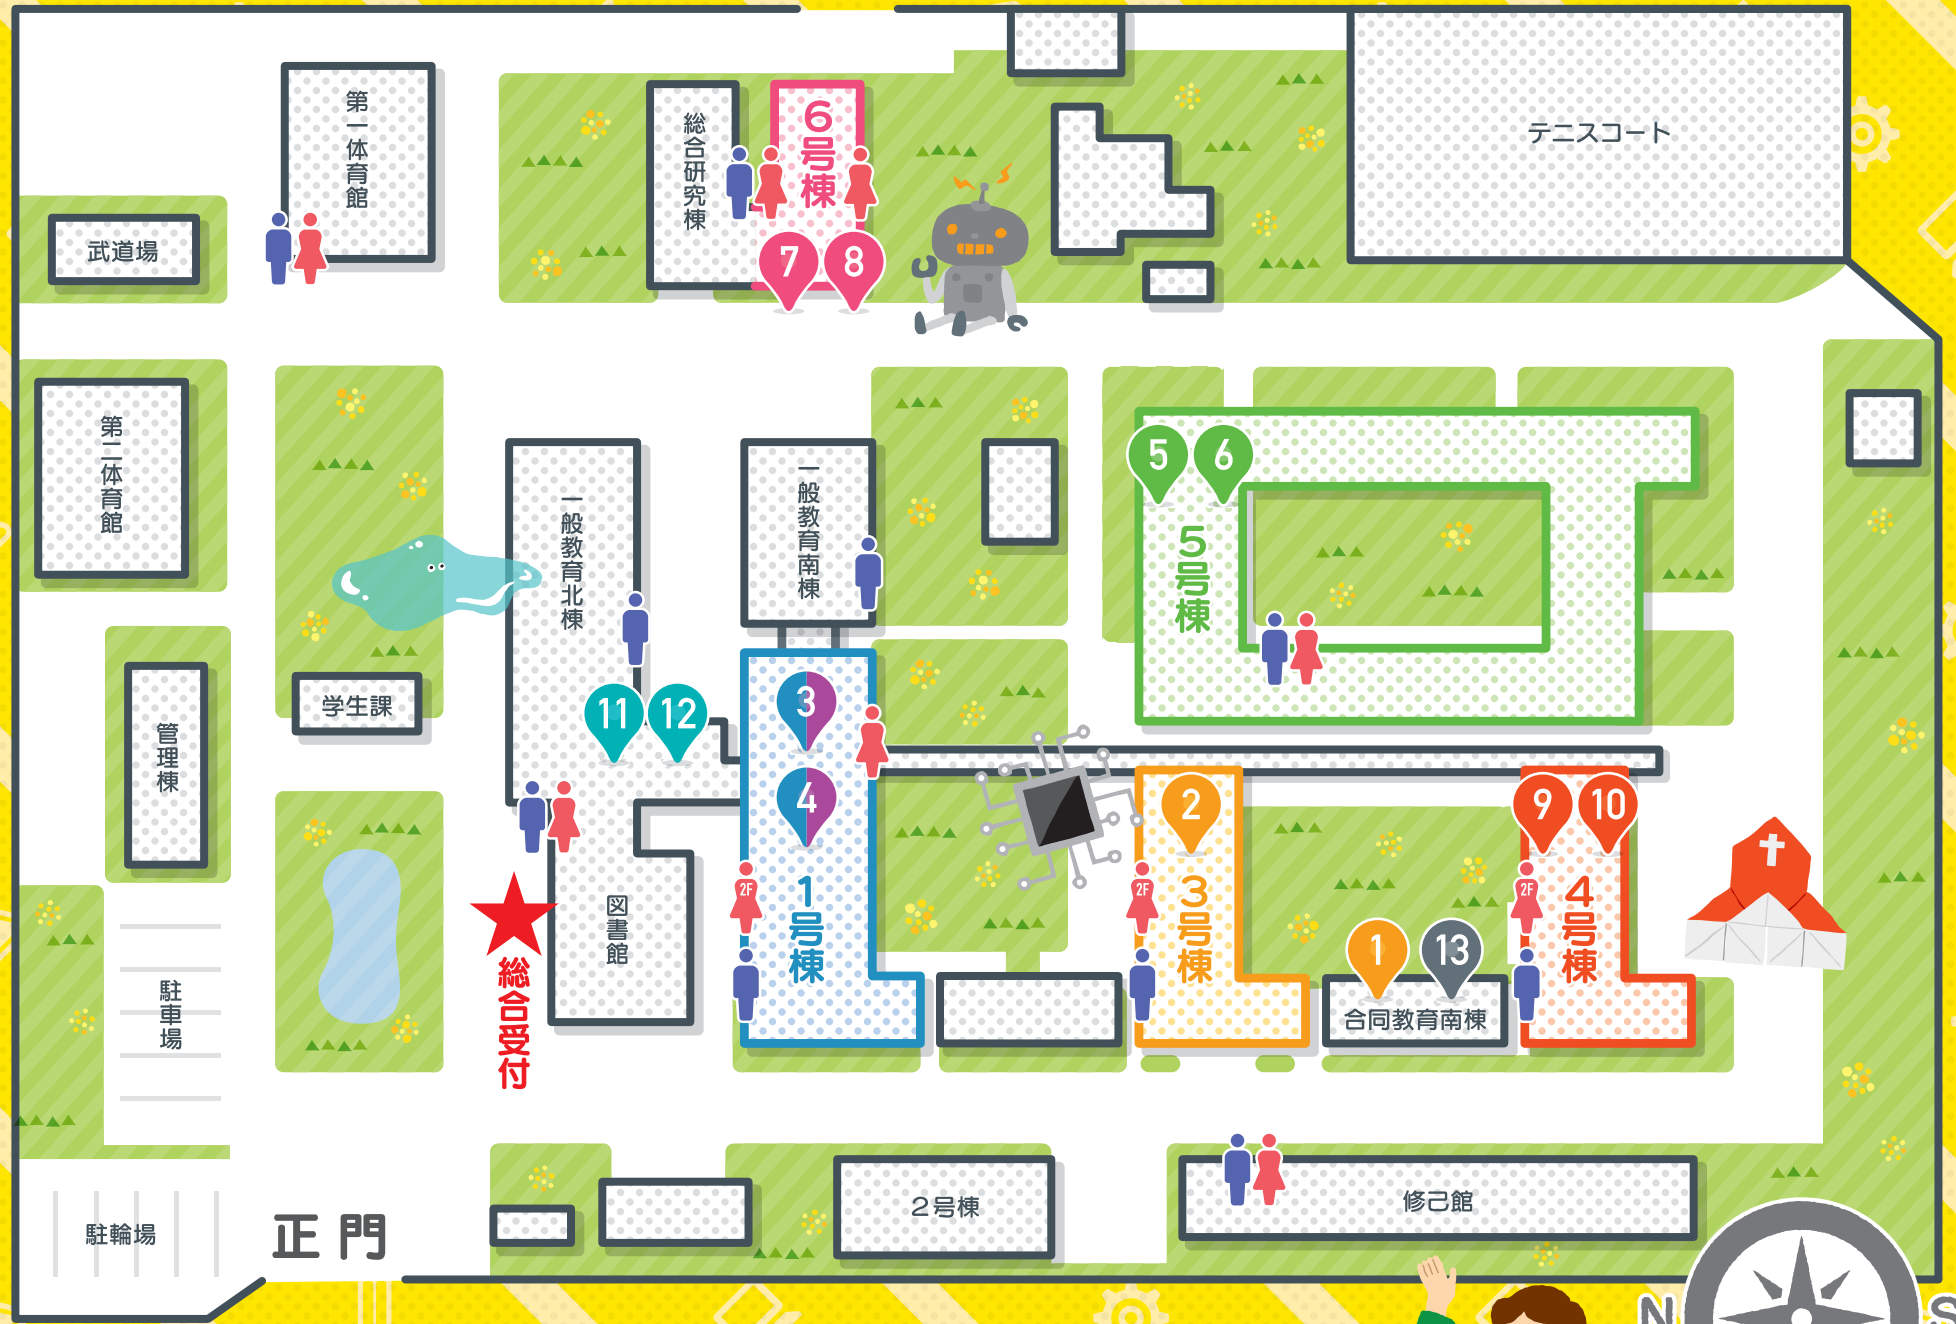 第一体育館
総合研究棟
6号棟
テニスコート
武道場
7
8
第二体育館
一般教育北棟
一般教育南棟
5
6
5号棟
学生課
管理棟
11
12
3
4
2
9
10
2F
2F
2F
図書館
1号棟
3号棟
4号棟
1
13
総合受付
駐車場
合同教育南棟
2号棟
修己館
駐輪場
正門
N
S